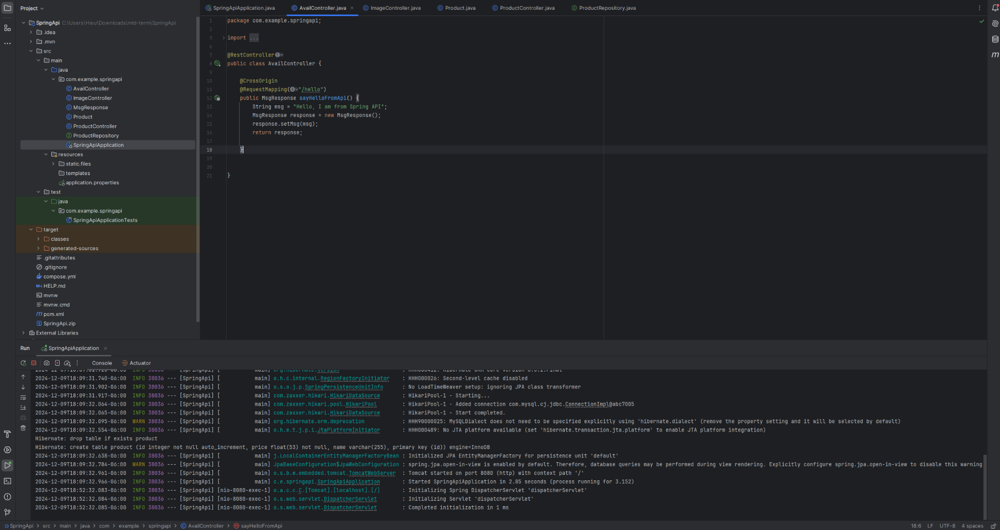 Project
SpringApi C:\Users\Hieu\Downloads\mld-term\SpringApi
.idea
.mvn
src
main
java
com.example.springapi
AvailController
ImageController
MsgResponse
Product
ProductController
ProductRepository
SpringApiApplication
resources
static.files
templates
application.properties
test
java
com.example.springapi
SpringApiApplicationTests
target
classes
generated-sources
.gitattributes
.gitignore
compose.yml
HELP.md
mvnw
mvnw.cmd
pom.xml
SpringApi.zip
External Libraries
SpringApiApplication.java AvailController.java ImageController.java Product.java ProductController.java ProductRepository.java
1 package com.example.springapi;
2
3 import ...
6
7 @RestController
8 public class AvailController {
9
10 @CrossOrigin
11 @RequestMapping("/hello")
12 public MsgResponse sayHelloFromApi() {
13 String msg = "Hello, I am from Spring API";
14 MsgResponse response = new MsgResponse();
15 response.setMsg(msg);
16 return response;
17
18 }
19
20
21 }
Run SpringApiApplication
Console Actuator
2024-12-09T18:09:31.740-06:00 INFO 38036 --- [SpringApi] [ main] o.h.c.internal.RegionFactoryInitiator : HHH000026: Second-level cache disabled
2024-12-09T18:09:31.902-06:00 INFO 38036 --- [SpringApi] [ main] o.s.o.j.p.SpringPersistenceUnitInfo : No LoadTimeWeaver setup: ignoring JPA class transformer
2024-12-09T18:09:31.917-06:00 INFO 38036 --- [SpringApi] [ main] com.zaxxer.hikari.HikariDataSource : HikariPool-1 - Starting...
2024-12-09T18:09:32.064-06:00 INFO 38036 --- [SpringApi] [ main] com.zaxxer.hikari.pool.HikariPool : HikariPool-1 - Added connection com.mysql.cj.jdbc.ConnectionImpl@abc7005
2024-12-09T18:09:32.065-06:00 INFO 38036 --- [SpringApi] [ main] com.zaxxer.hikari.HikariDataSource : HikariPool-1 - Start completed.
2024-12-09T18:09:32.095-06:00 WARN 38036 --- [SpringApi] [ main] org.hibernate.orm.deprecation : HHH90000025: MySQLDialect does not need to be specified explicitly using 'hibernate.dialect' (remove the property setting and it will be selected by default)
2024-12-09T18:09:32.554-06:00 INFO 38036 --- [SpringApi] [ main] o.h.e.t.j.p.i.JtaPlatformInitiator : HHH000489: No JTA platform available (set 'hibernate.transaction.jta.platform' to enable JTA platform integration)
Hibernate: drop table if exists product
Hibernate: create table product (id integer not null auto_increment, price float(53) not null, name varchar(255), primary key (id)) engine=InnoDB
2024-12-09T18:09:32.638-06:00 INFO 38036 --- [SpringApi] [ main] j.LocalContainerEntityManagerFactoryBean : Initialized JPA EntityManagerFactory for persistence unit 'default'
2024-12-09T18:09:32.784-06:00 WARN 38036 --- [SpringApi] [ main] JpaBaseConfiguration$JpaWebConfiguration : spring.jpa.open-in-view is enabled by default. Therefore, database queries may be performed during view rendering. Explicitly configure spring.jpa.open-in-view to disable this warning
2024-12-09T18:09:32.961-06:00 INFO 38036 --- [SpringApi] [ main] o.s.b.w.embedded.tomcat.TomcatWebServer : Tomcat started on port 8080 (http) with context path '/'
2024-12-09T18:09:32.966-06:00 INFO 38036 --- [SpringApi] [ main] c.e.springapi.SpringApiApplication : Started SpringApiApplication in 2.85 seconds (process running for 3.152)
2024-12-09T18:52:32.083-06:00 INFO 38036 --- [SpringApi] [nio-8080-exec-1] o.a.c.c.C.[Tomcat].[localhost].[/] : Initializing Spring DispatcherServlet 'dispatcherServlet'
2024-12-09T18:52:32.084-06:00 INFO 38036 --- [SpringApi] [nio-8080-exec-1] o.s.web.servlet.DispatcherServlet : Initializing Servlet 'dispatcherServlet'
2024-12-09T18:52:32.085-06:00 INFO 38036 --- [SpringApi] [nio-8080-exec-1] o.s.web.servlet.DispatcherServlet : Completed initialization in 1 ms
SpringApi > src > main > java > com > example > springapi > AvailController > sayHelloFromApi 18:6 LF UTF-8 4 spaces